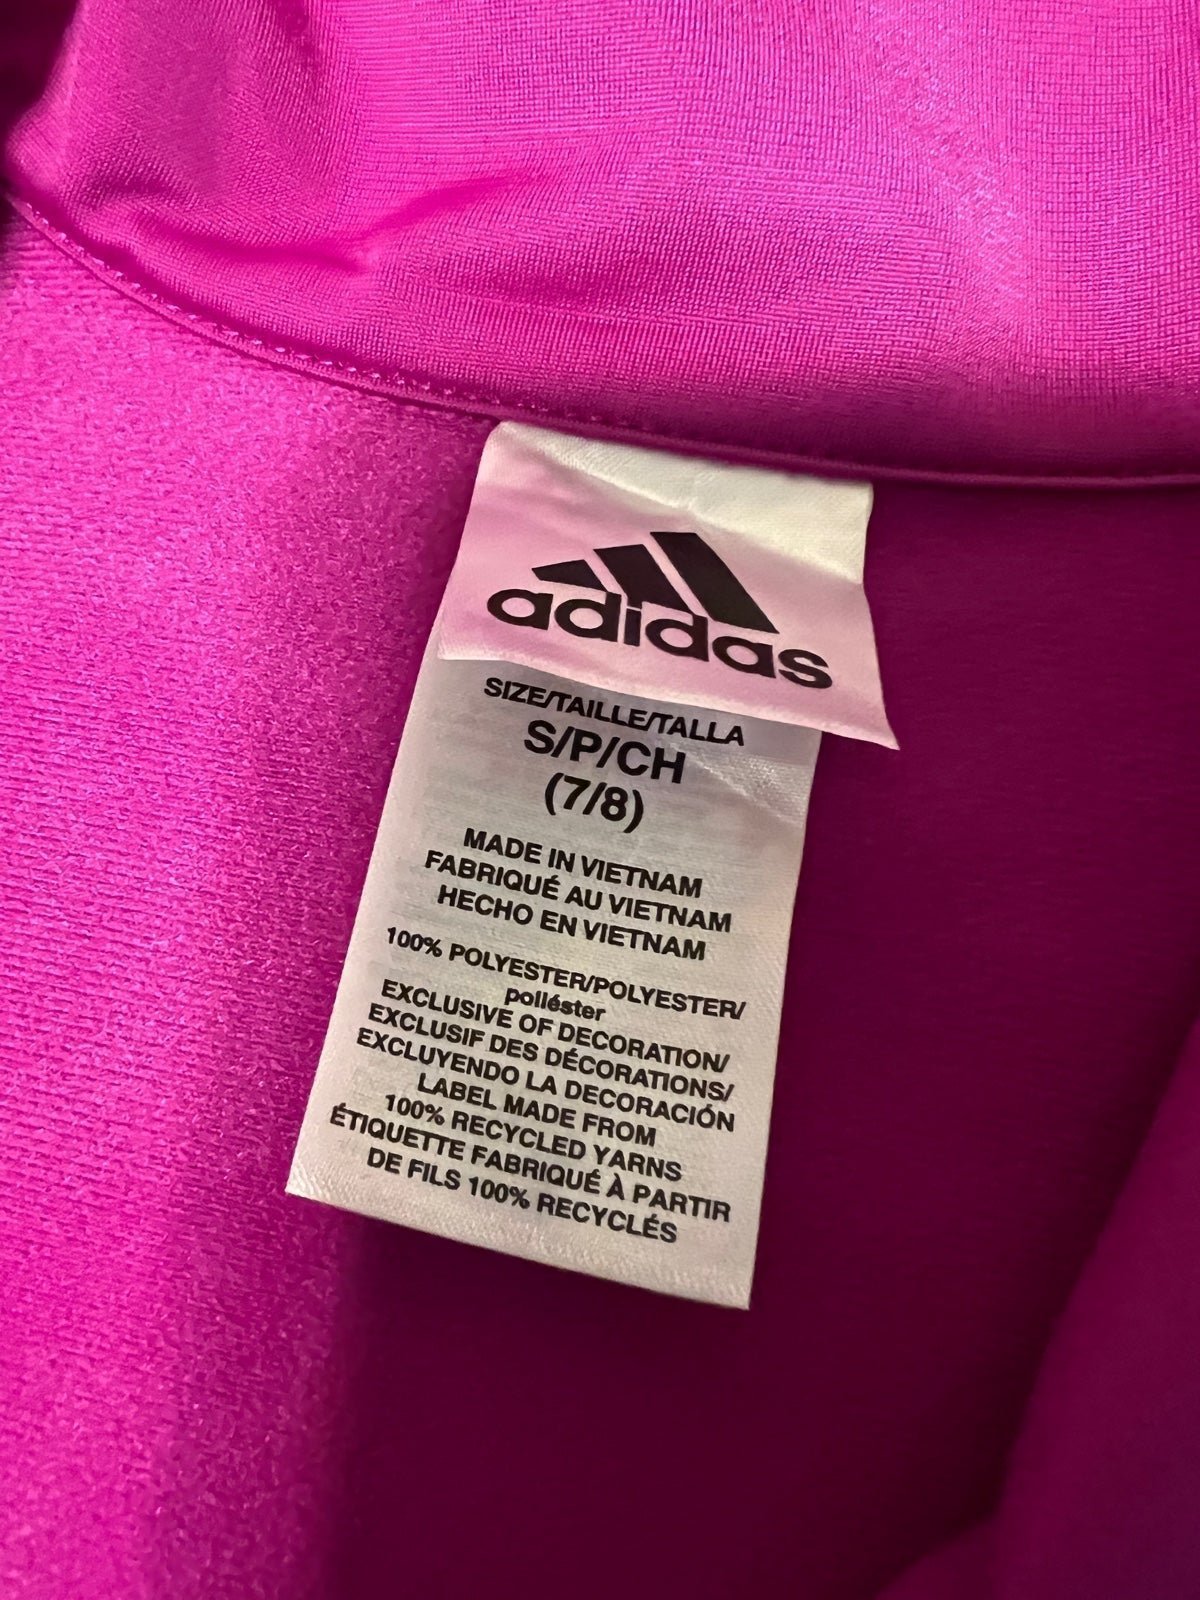 adidas
SIZE/TAILLE/TALLA
S/P/CH
(7/8)
MADE IN VIETNAM
FABRIQUÉ AU VIETNAM
HECHO EN VIETNAM
100% POLYESTER/POLYESTER/
poliéster
EXCLUSIVE OF DECORATION/
EXCLUSIF DES DÉCORATIONS/
EXCLUYENDO LA DECORACIÓN
LABEL MADE FROM
100% RECYCLED YARNS
ÉTIQUETTE FABRIQUÉ À PARTIR
DE FILS 100% RECYCLÉS